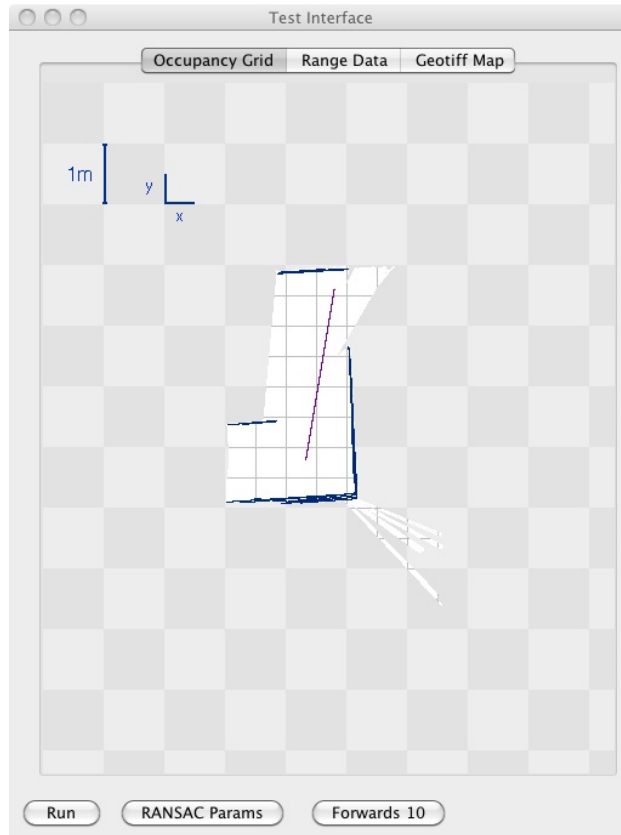 Test Interface
Occupancy Grid Range Data Geotiff Map
1m
y
x
Run RANSAC Params Forwards 10